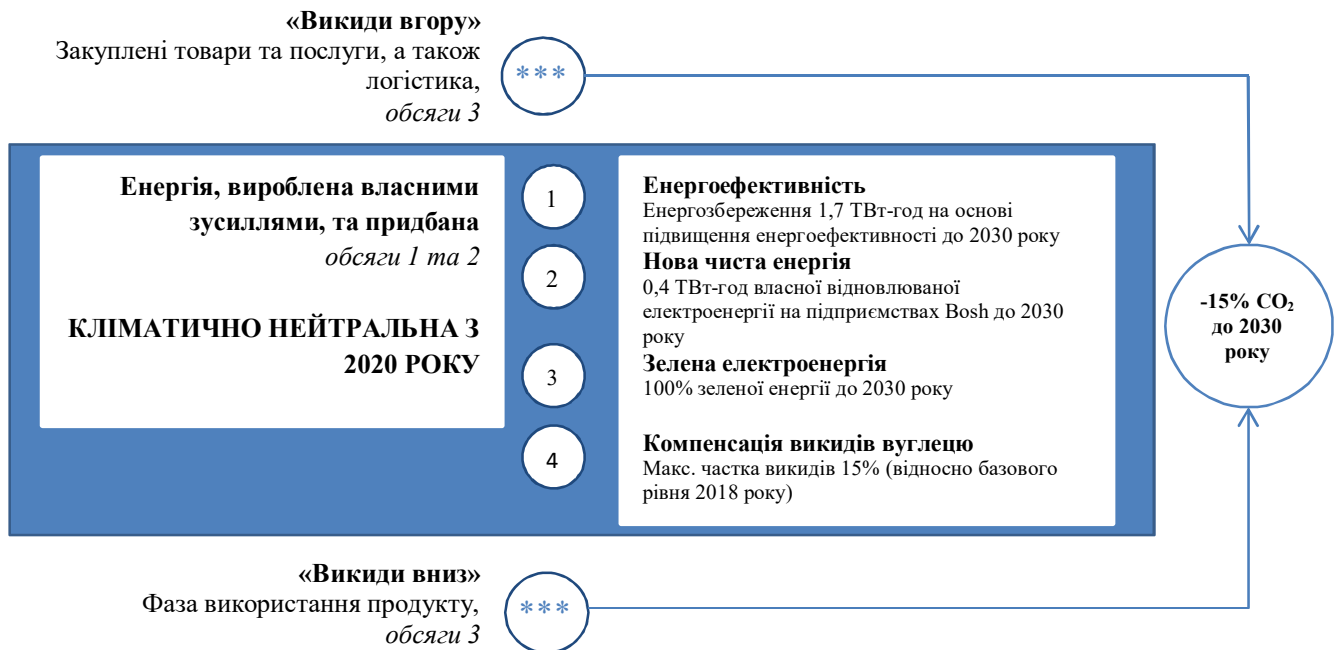 «Викиди вгору»
Закуплені товари та послуги, а також
логістика,
обсяги 3
***
Енергія, вироблена власними
зусиллями, та придбана
обсяги 1 та 2
КЛІМАТИЧНО НЕЙТРАЛЬНА З
2020 РОКУ
1
2
3
4
Енергоефективність
Енергозбереження 1,7 ТВт-год на основі
підвищення енергоефективності до 2030 року
Нова чиста енергія
0,4 ТВт-год власної відновлюваної
електроенергії на підприємствах Bosh до 2030
року
Зелена електроенергія
100% зеленої енергії до 2030 року
Компенсація викидів вуглецю
Макс. частка викидів 15% (відносно базового
рівня 2018 року)
-15% CO₂
до 2030
року
«Викиди вниз»
Фаза використання продукту,
обсяги 3
***